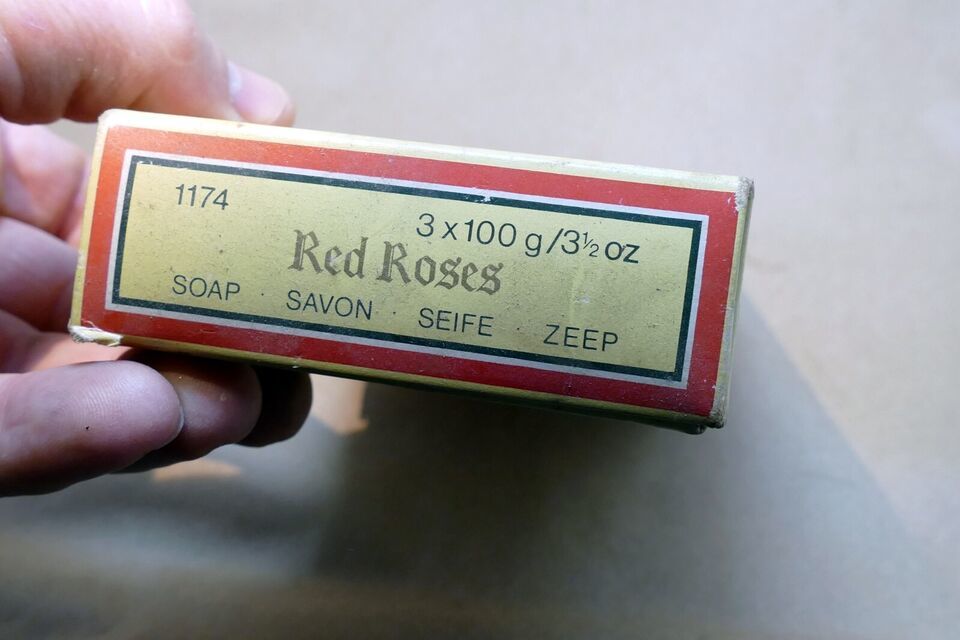 1174
3 x 100 g/3½ oz
Red Roses
SOAP · SAVON · SEIFE · ZEEP